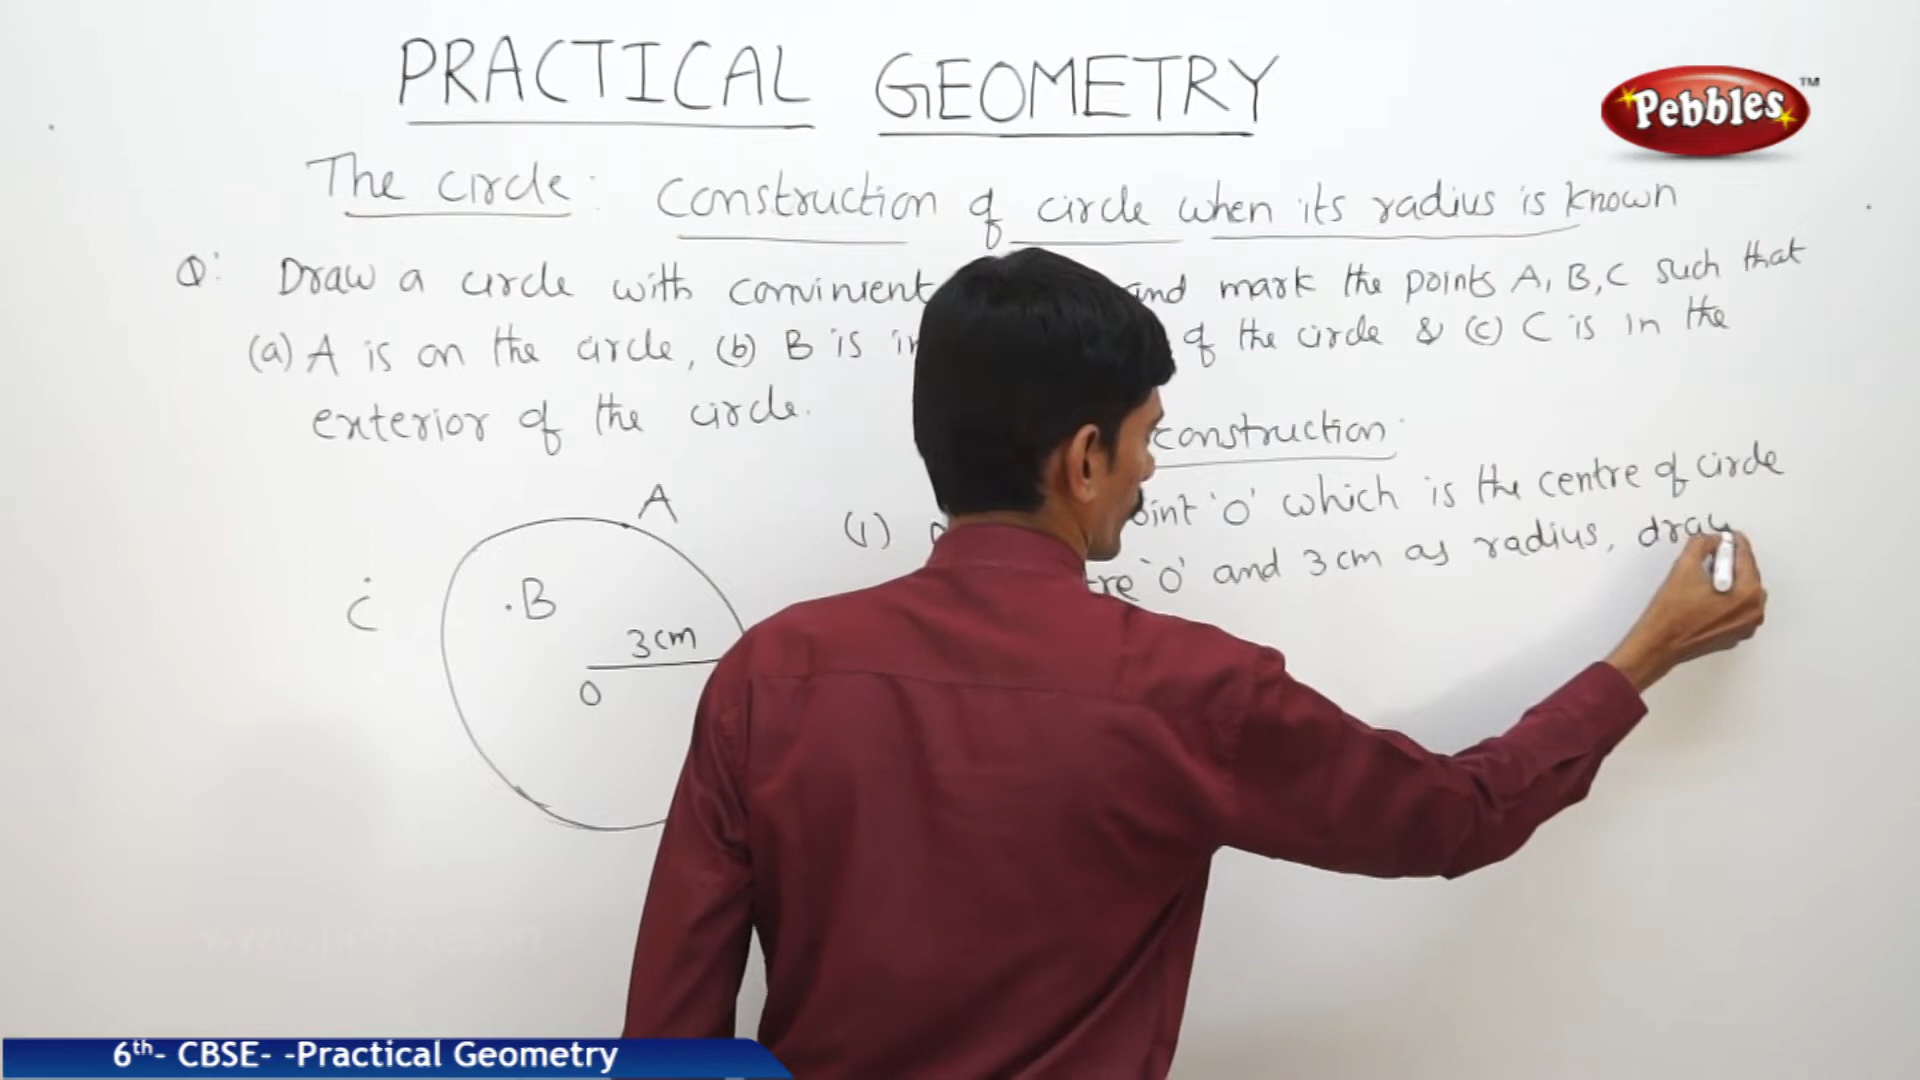 PRACTICAL GEOMETRY
Pebbles™
The circle: Construction of circle when its radius is known
Q: Draw a circle with convinient and mark the points A, B, C such that
(a) A is on the circle, (b) B is in of the circle & (c) C is in the
exterior of the circle.
construction:
(1) oint 'O' which is the centre of circle
tre 'O' and 3cm as radius, draw
A
B
C
3cm
O
6th- CBSE- -Practical Geometry